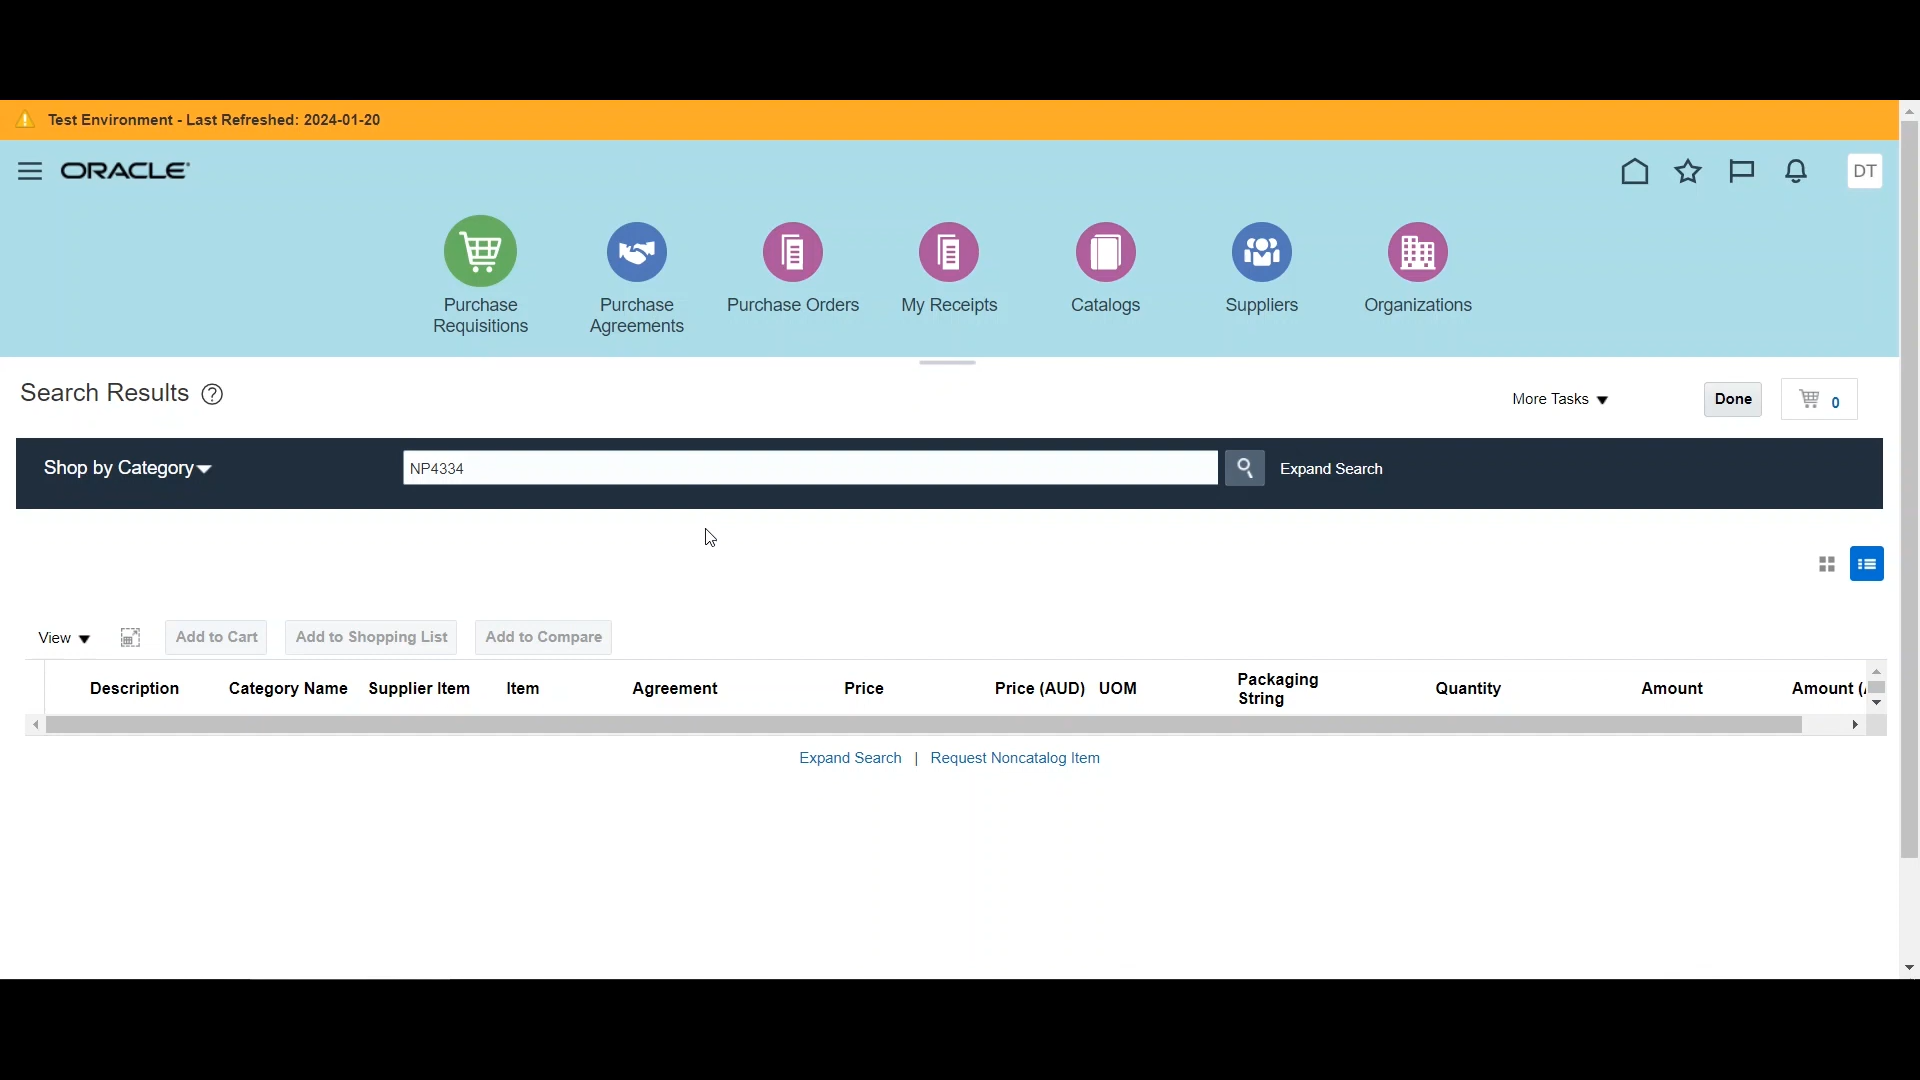 Test Environment - Last Refreshed: 2024-01-20
ORACLE
DT
Purchase
Requisitions
Purchase
Agreements
Purchase Orders
My Receipts
Catalogs
Suppliers
Organizations
Search Results
More Tasks
Done
0
Shop by Category
NP4334
Expand Search
View
Add to Cart
Add to Shopping List
Add to Compare
Description
Category Name
Supplier Item
Item
Agreement
Price
Price (AUD)
UOM
Packaging
String
Quantity
Amount
Amount (
Expand Search | Request Noncatalog Item